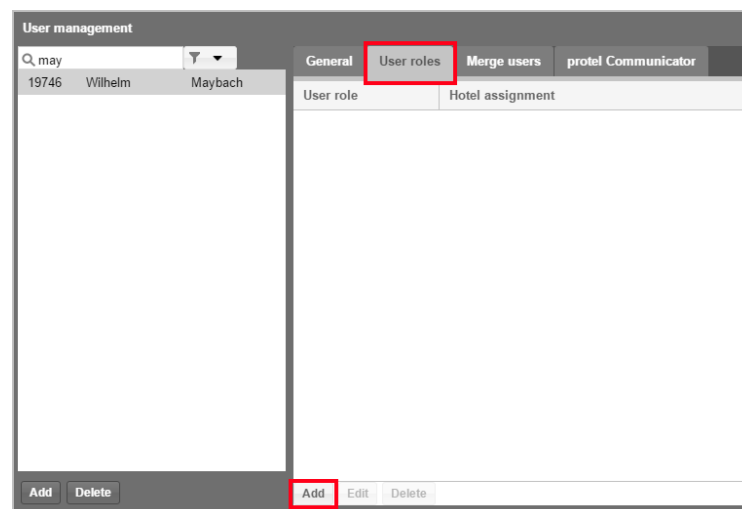 User management
may
General User roles Merge users protel Communicator
19746 Wilhelm Maybach
User role Hotel assignment
Add Delete
Add Edit Delete